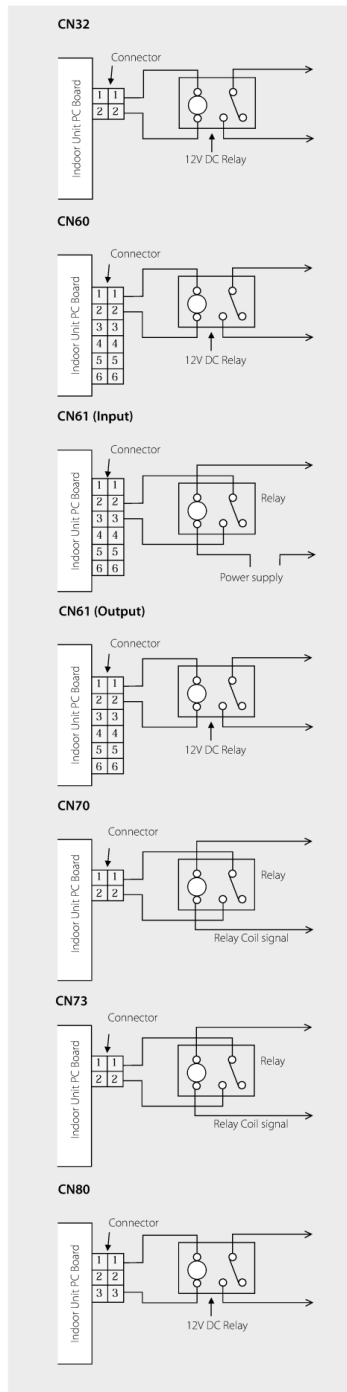 CN32
Connector
Indoor Unit PC Board
1 1
2 2
12V DC Relay
CN60
Connector
Indoor Unit PC Board
1 1
2 2
3 3
4 4
5 5
6 6
12V DC Relay
CN61 (Input)
Connector
Indoor Unit PC Board
1 1
2 2
3 3
4 4
5 5
6 6
Relay
Power supply
CN61 (Output)
Connector
Indoor Unit PC Board
1 1
2 2
3 3
4 4
5 5
6 6
12V DC Relay
CN70
Connector
Indoor Unit PC Board
1 1
2 2
Relay
Relay Coil signal
CN73
Connector
Indoor Unit PC Board
1 1
2 2
Relay
Relay Coil signal
CN80
Connector
Indoor Unit PC Board
1 1
2 2
3 3
12V DC Relay